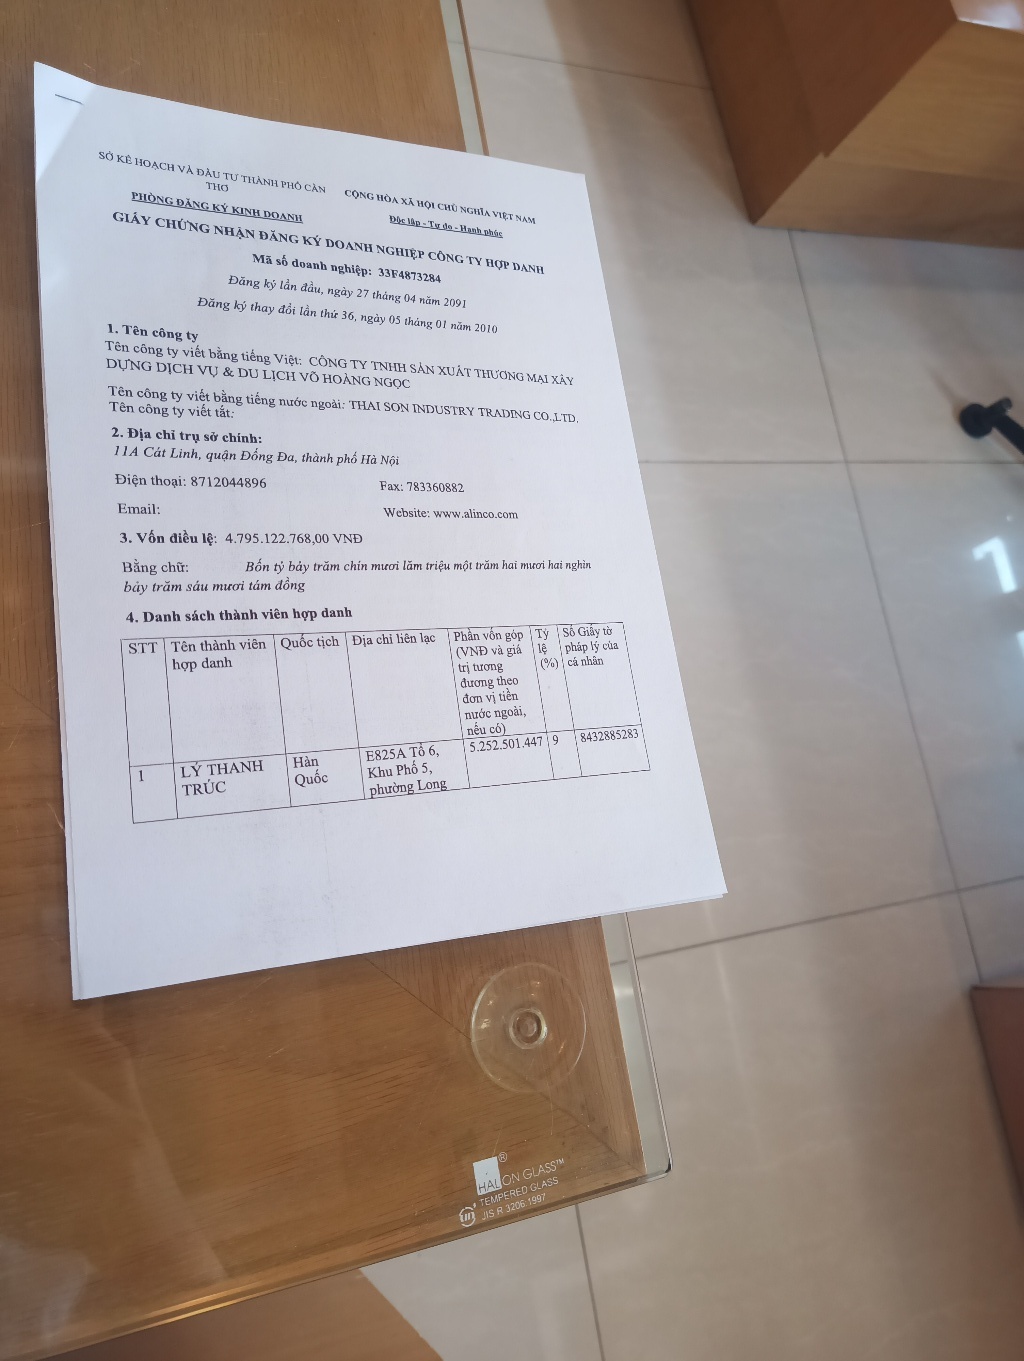 SỞ KẾ HOẠCH VÀ ĐẦU TƯ THÀNH PHỐ CẦN
THƠ
CỘNG HÒA XÃ HỘI CHỦ NGHĨA VIỆT NAM
PHÒNG ĐĂNG KÝ KINH DOANH
Độc lập - Tự do - Hạnh phúc
GIẤY CHỨNG NHẬN ĐĂNG KÝ DOANH NGHIỆP CÔNG TY HỢP DANH
Mã số doanh nghiệp: 33F4873284
Đăng ký lần đầu, ngày 27 tháng 04 năm 2091
Đăng ký thay đổi lần thứ 36, ngày 05 tháng 01 năm 2010
1. Tên công ty
Tên công ty viết bằng tiếng Việt: CÔNG TY TNHH SẢN XUẤT THƯƠNG MẠI XÂY
DỰNG DỊCH VỤ & DU LỊCH VÕ HOÀNG NGỌC
Tên công ty viết bằng tiếng nước ngoài: THAI SON INDUSTRY TRADING CO.,LTD.
Tên công ty viết tắt:
2. Địa chỉ trụ sở chính:
11A Cát Linh, quận Đống Đa, thành phố Hà Nội
Điện thoại: 8712044896
Fax: 783360882
Email:
Website: www.alinco.com
3. Vốn điều lệ: 4.795.122.768,00 VNĐ
Bằng chữ: Bốn tỷ bảy trăm chín mươi lăm triệu một trăm hai mươi hai nghìn
bảy trăm sáu mươi tám đồng
4. Danh sách thành viên hợp danh
STT
Tên thành viên
hợp danh
Quốc tịch
Địa chỉ liên lạc
Phần vốn góp
(VNĐ và giá
trị tương
đương theo
đơn vị tiền
nước ngoài,
nếu có)
Tỷ
lệ
(%)
Số Giấy tờ
pháp lý của
cá nhân
1
LÝ THANH
TRÚC
Hàn
Quốc
E825A Tổ 6,
Khu Phố 5,
phường Long
5.252.501.447
9
8432885283
HALON GLASS™
TEMPERED GLASS
JIS R 3206:1997